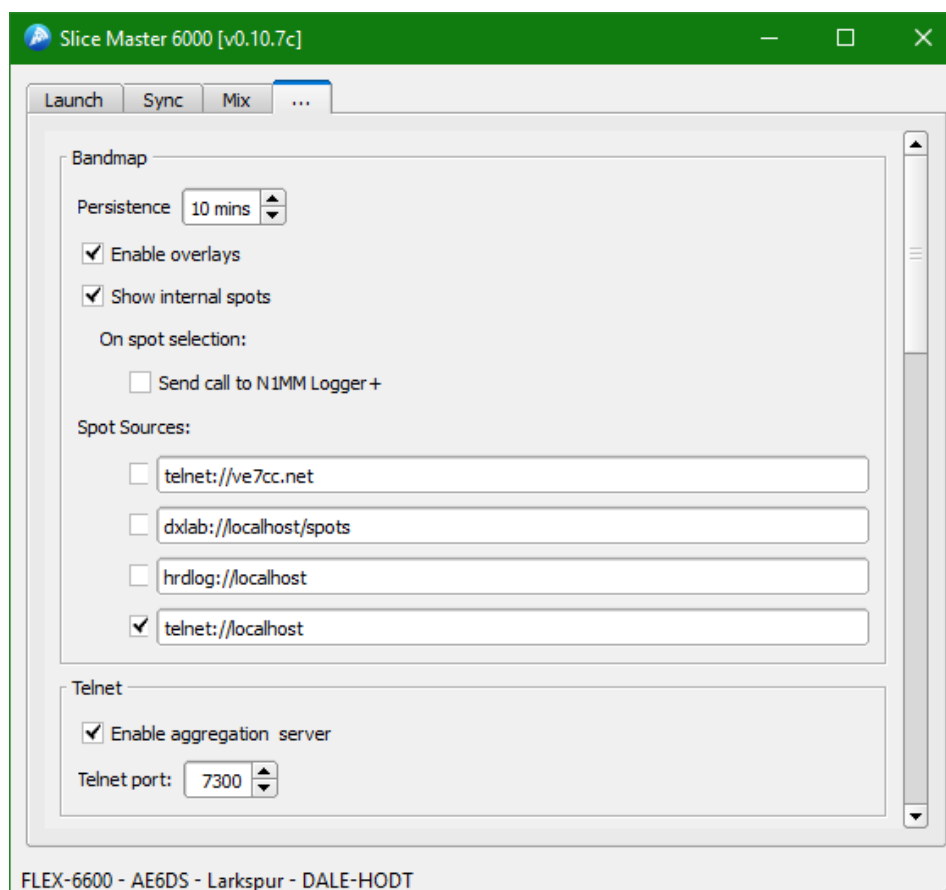 Slice Master 6000 [v0.10.7c]
Launch Sync Mix ...
Bandmap
Persistence 10 mins
Enable overlays
Show internal spots
On spot selection:
Send call to N1MM Logger+
Spot Sources:
telnet://ve7cc.net
dxlab://localhost/spots
hrdlog://localhost
telnet://localhost
Telnet
Enable aggregation server
Telnet port: 7300
FLEX-6600 - AE6DS - Larkspur - DALE-HODT